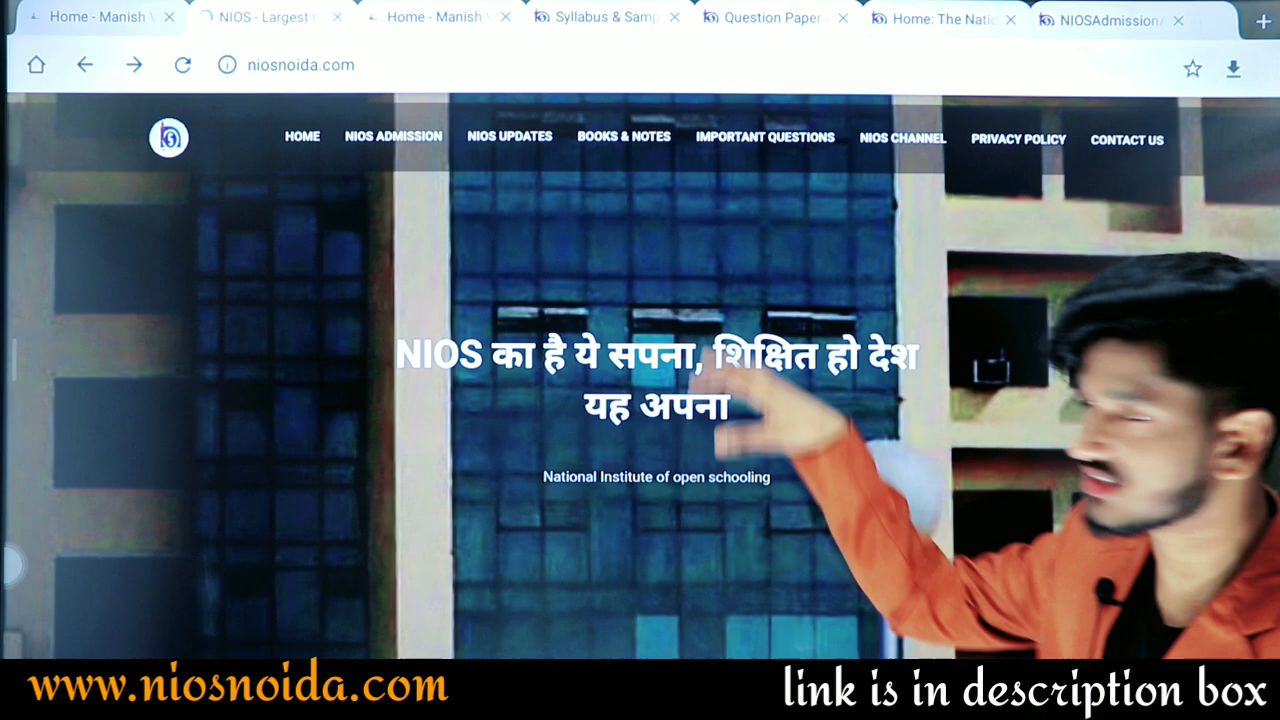 Home - Manish
NIOS - Largest
Home - Manish
Syllabus & Samp
Question Paper
Home: The Natic
NIOSAdmission
niosnoida.com
HOME
NIOS ADMISSION
NIOS UPDATES
BOOKS & NOTES
IMPORTANT QUESTIONS
NIOS CHANNEL
PRIVACY POLICY
CONTACT US
NIOS का है ये सपना, शिक्षित हो देश
यह अपना
National Institute of open schooling
www.niosnoida.com
link is in description box